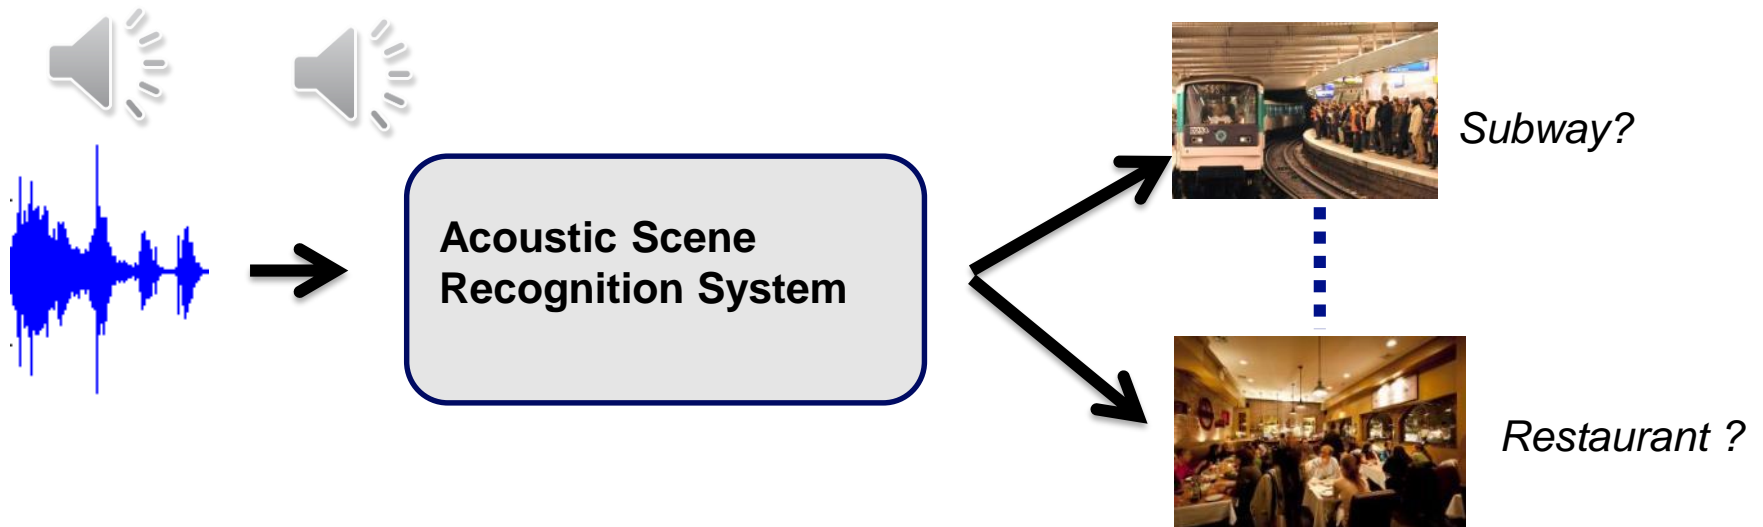 Acoustic Scene
Recognition System
Subway?
Restaurant ?